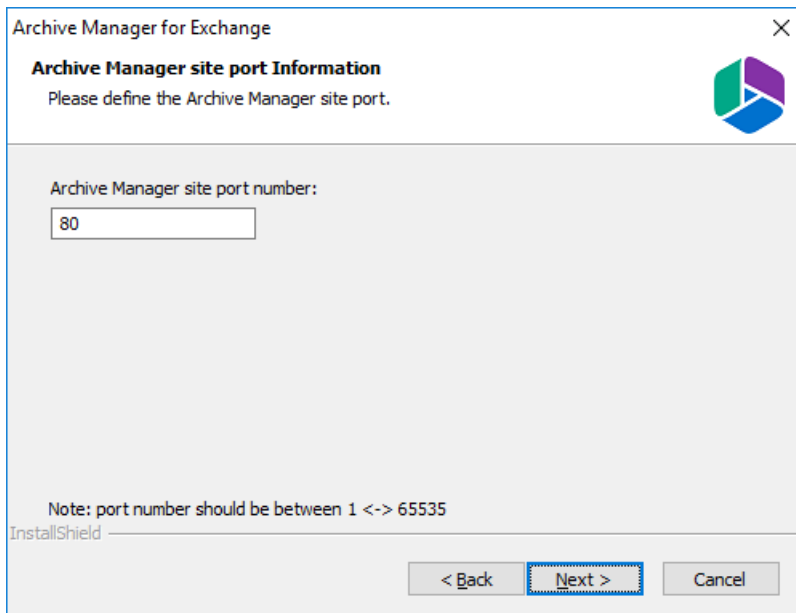 Archive Manager for Exchange
Archive Manager site port Information
Please define the Archive Manager site port.
Archive Manager site port number:
80
Note: port number should be between 1 <-> 65535
InstallShield
< Back
Next >
Cancel